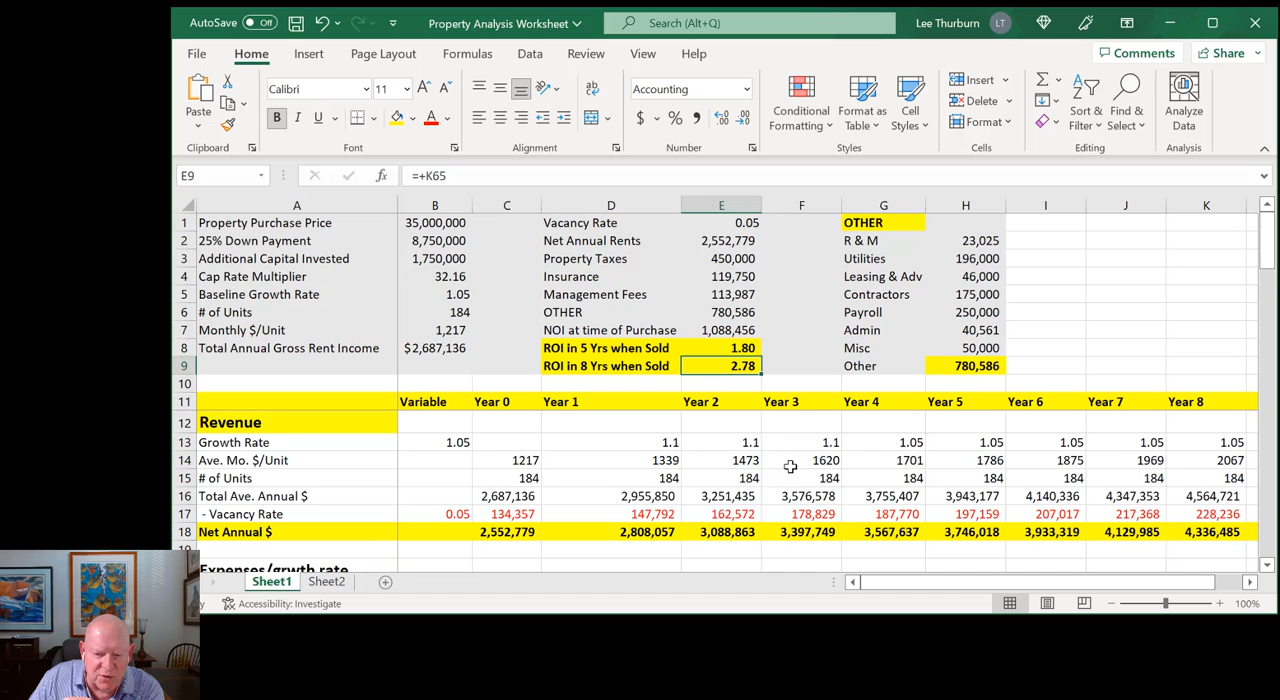 AutoSave Off Property Analysis Worksheet Search (Alt+Q) Lee Thurburn LT
File Home Insert Page Layout Formulas Data Review View Help Comments Share
Paste Calibri 11 A A ab Accounting Conditional Formatting Format as Table Cell Styles Insert Delete Format Sort & Filter Find & Select Analyze Data
B I U A $ % 9 .00
Clipboard Font Alignment Number Styles Cells Editing Analysis
E9 fx =+K65
A B C D E F G H I J K
1 Property Purchase Price 35,000,000 Vacancy Rate 0.05 OTHER
2 25% Down Payment 8,750,000 Net Annual Rents 2,552,779 R & M 23,025
3 Additional Capital Invested 1,750,000 Property Taxes 450,000 Utilities 196,000
4 Cap Rate Multiplier 32.16 Insurance 119,750 Leasing & Adv 46,000
5 Baseline Growth Rate 1.05 Management Fees 113,987 Contractors 175,000
6 # of Units 184 OTHER 780,586 Payroll 250,000
7 Monthly $/Unit 1,217 NOI at time of Purchase 1,088,456 Admin 40,561
8 Total Annual Gross Rent Income $2,687,136 ROI in 5 Yrs when Sold 1.80 Misc 50,000
9 ROI in 8 Yrs when Sold 2.78 Other 780,586
10
11 Variable Year 0 Year 1 Year 2 Year 3 Year 4 Year 5 Year 6 Year 7 Year 8
12 Revenue
13 Growth Rate 1.05 1.1 1.1 1.1 1.05 1.05 1.05 1.05 1.05
14 Ave. Mo. $/Unit 1217 1339 1473 1620 1701 1786 1875 1969 2067
15 # of Units 184 184 184 184 184 184 184 184 184
16 Total Ave. Annual $ 2,687,136 2,955,850 3,251,435 3,576,578 3,755,407 3,943,177 4,140,336 4,347,353 4,564,721
17 - Vacancy Rate 0.05 134,357 147,792 162,572 178,829 187,770 197,159 207,017 217,368 228,236
18 Net Annual $ 2,552,779 2,808,057 3,088,863 3,397,749 3,567,637 3,746,018 3,933,319 4,129,985 4,336,485
Expenses/grwth rate
Sheet1 Sheet2
Accessibility: Investigate 100%